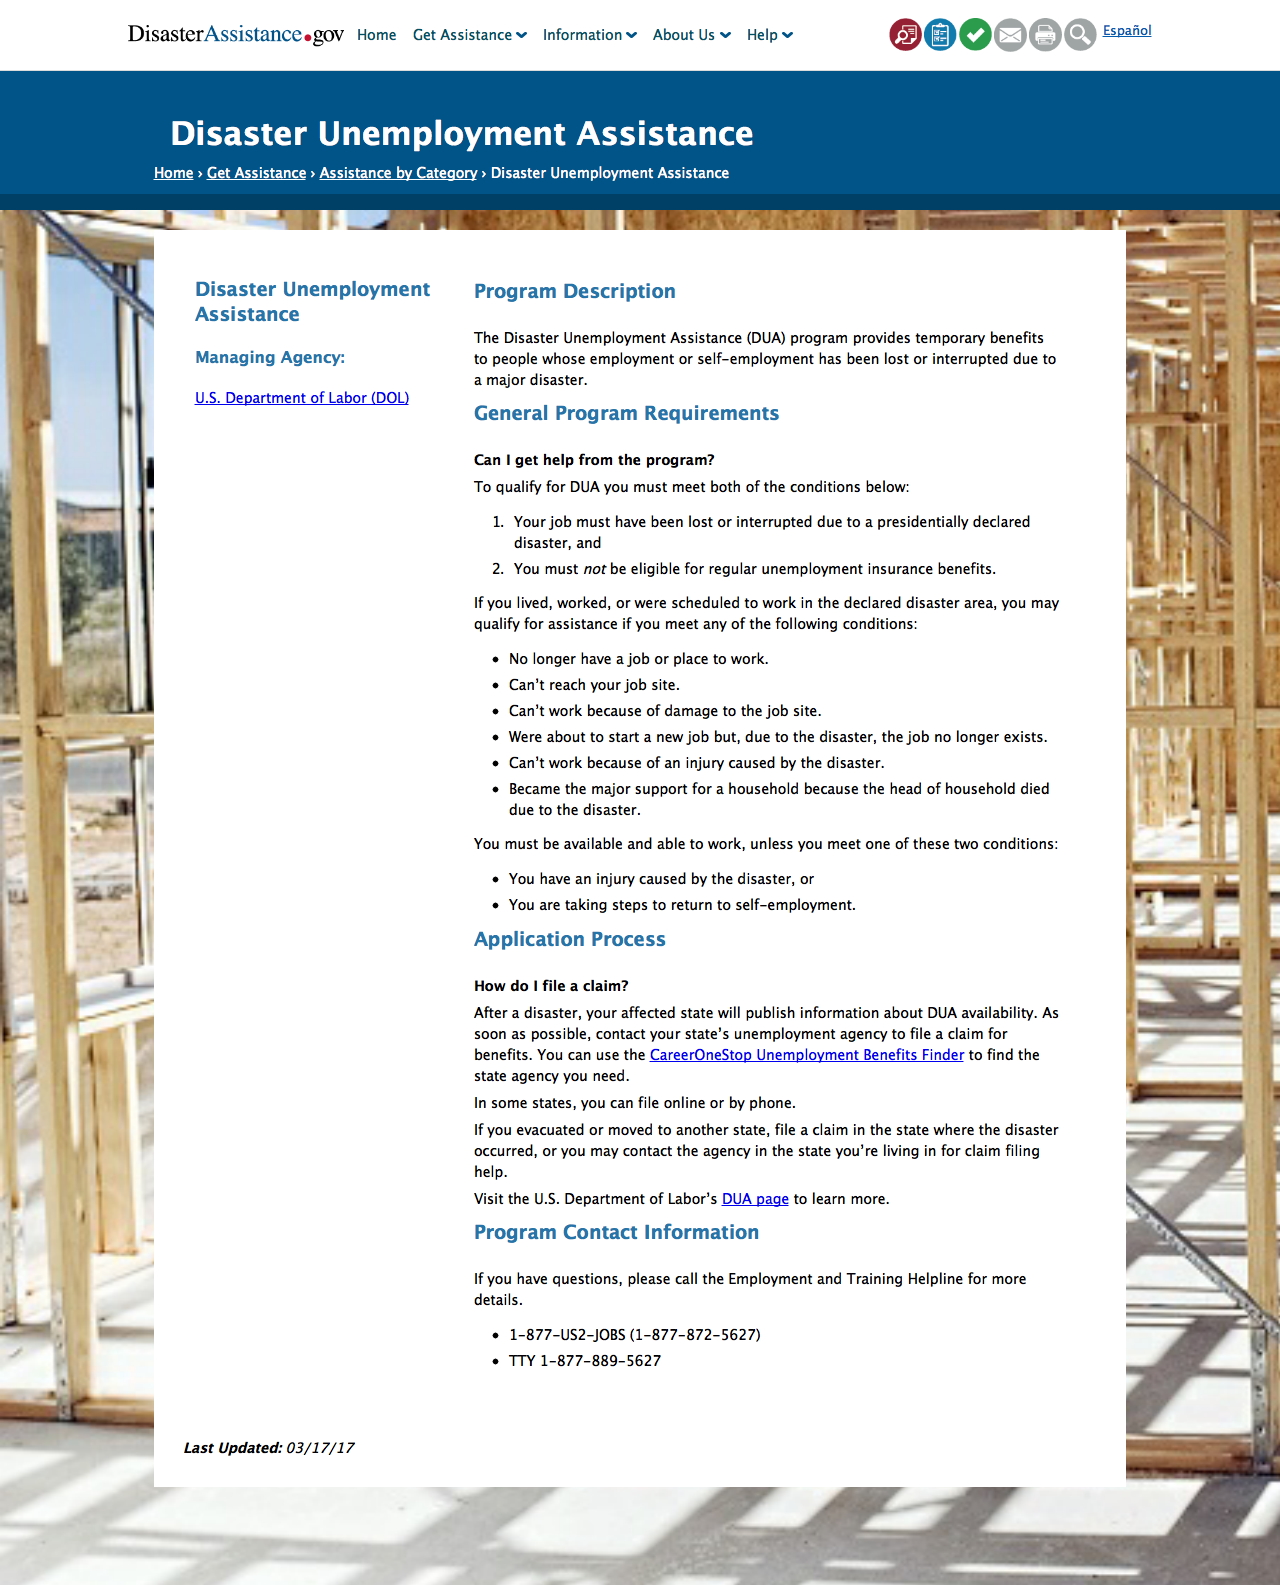 DisasterAssistance.gov Home Get Assistance Information About Us Help Español
Disaster Unemployment Assistance
Home › Get Assistance › Assistance by Category › Disaster Unemployment Assistance
Disaster Unemployment
Assistance
Managing Agency:
U.S. Department of Labor (DOL)
Program Description
The Disaster Unemployment Assistance (DUA) program provides temporary benefits
to people whose employment or self-employment has been lost or interrupted due to
a major disaster.
General Program Requirements
Can I get help from the program?
To qualify for DUA you must meet both of the conditions below:
1. Your job must have been lost or interrupted due to a presidentially declared
disaster, and
2. You must not be eligible for regular unemployment insurance benefits.
If you lived, worked, or were scheduled to work in the declared disaster area, you may
qualify for assistance if you meet any of the following conditions:
• No longer have a job or place to work.
• Can’t reach your job site.
• Can’t work because of damage to the job site.
• Were about to start a new job but, due to the disaster, the job no longer exists.
• Can’t work because of an injury caused by the disaster.
• Became the major support for a household because the head of household died
due to the disaster.
You must be available and able to work, unless you meet one of these two conditions:
• You have an injury caused by the disaster, or
• You are taking steps to return to self-employment.
Application Process
How do I file a claim?
After a disaster, your affected state will publish information about DUA availability. As
soon as possible, contact your state’s unemployment agency to file a claim for
benefits. You can use the CareerOneStop Unemployment Benefits Finder to find the
state agency you need.
In some states, you can file online or by phone.
If you evacuated or moved to another state, file a claim in the state where the disaster
occurred, or you may contact the agency in the state you’re living in for claim filing
help.
Visit the U.S. Department of Labor’s DUA page to learn more.
Program Contact Information
If you have questions, please call the Employment and Training Helpline for more
details.
• 1-877-US2-JOBS (1-877-872-5627)
• TTY 1-877-889-5627
Last Updated: 03/17/17